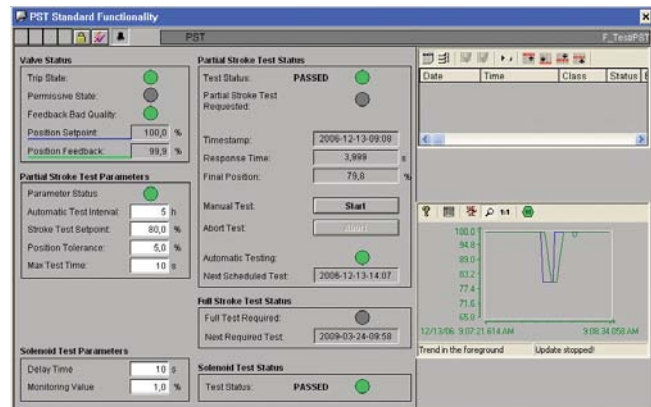 PST Standard Functionality
PST
F_TestPST
Valve Status
Trip State:
Permissive State:
Feedback Bad Quality:
Position Setpoint: 100,0 %
Position Feedback: 99,9 %
Partial Stroke Test Parameters
Parameter Status
Automatic Test Interval: 5 h
Stroke Test Setpoint: 80,0 %
Position Tolerance: 5,0 %
Max Test Time: 10 s
Solenoid Test Parameters
Delay Time 10 s
Monitoring Value 1,0 %
Partial Stroke Test Status
Test Status: PASSED
Partial Stroke Test
Requested:
Timestamp: 2006-12-13-09:08
Response Time: 3,999 s
Final Position: 79,8 %
Manual Test: Start
Abort Test: Abort
Automatic Testing:
Next Scheduled Test: 2006-12-13-14:07
Full Stroke Test Status
Full Test Required:
Next Required Test: 2009-03-24-09:58
Solenoid Test Status
Test Status: PASSED
Date Time Class Status
1:1
100.0
94.8
89.0
83.2
77.4
71.6
65.8
12/13/06 9:07:21.614 AM 9:08:34.058 AM
Trend in the foreground Update stopped!